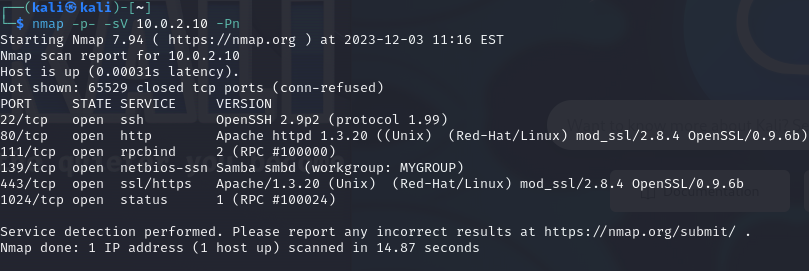 ┌──(kali㉿kali)-[~]
└─$ nmap -p- -sV 10.0.2.10 -Pn
Starting Nmap 7.94 ( https://nmap.org ) at 2023-12-03 11:16 EST
Nmap scan report for 10.0.2.10
Host is up (0.00031s latency).
Not shown: 65529 closed tcp ports (conn-refused)
PORT     STATE SERVICE     VERSION
22/tcp   open  ssh         OpenSSH 2.9p2 (protocol 1.99)
80/tcp   open  http        Apache httpd 1.3.20 ((Unix)  (Red-Hat/Linux) mod_ssl/2.8.4 OpenSSL/0.9.6b)
111/tcp  open  rpcbind     2 (RPC #100000)
139/tcp  open  netbios-ssn Samba smbd (workgroup: MYGROUP)
443/tcp  open  ssl/https   Apache/1.3.20 (Unix)  (Red-Hat/Linux) mod_ssl/2.8.4 OpenSSL/0.9.6b
1024/tcp open  status      1 (RPC #100024)
Service detection performed. Please report any incorrect results at https://nmap.org/submit/ .
Nmap done: 1 IP address (1 host up) scanned in 14.87 seconds